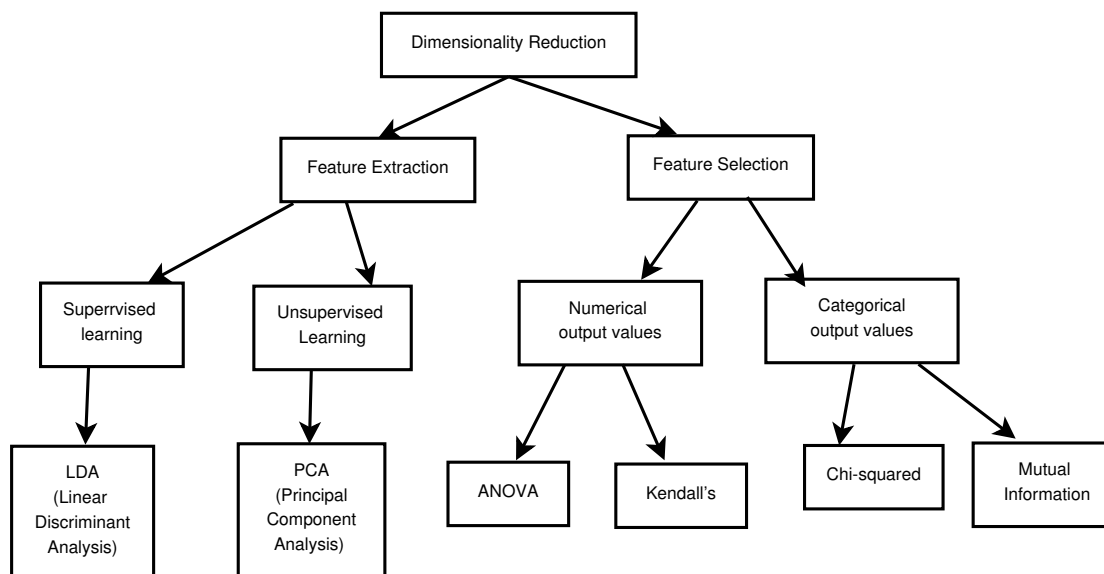 Dimensionality Reduction
Feature Extraction
Feature Selection
Superrvised
learning
Unsupervised
Learning
Numerical
output values
Categorical
output values
LDA
(Linear
Discriminant
Analysis)
PCA
(Principal
Component
Analysis)
ANOVA
Kendall's
Chi-squared
Mutual
Information